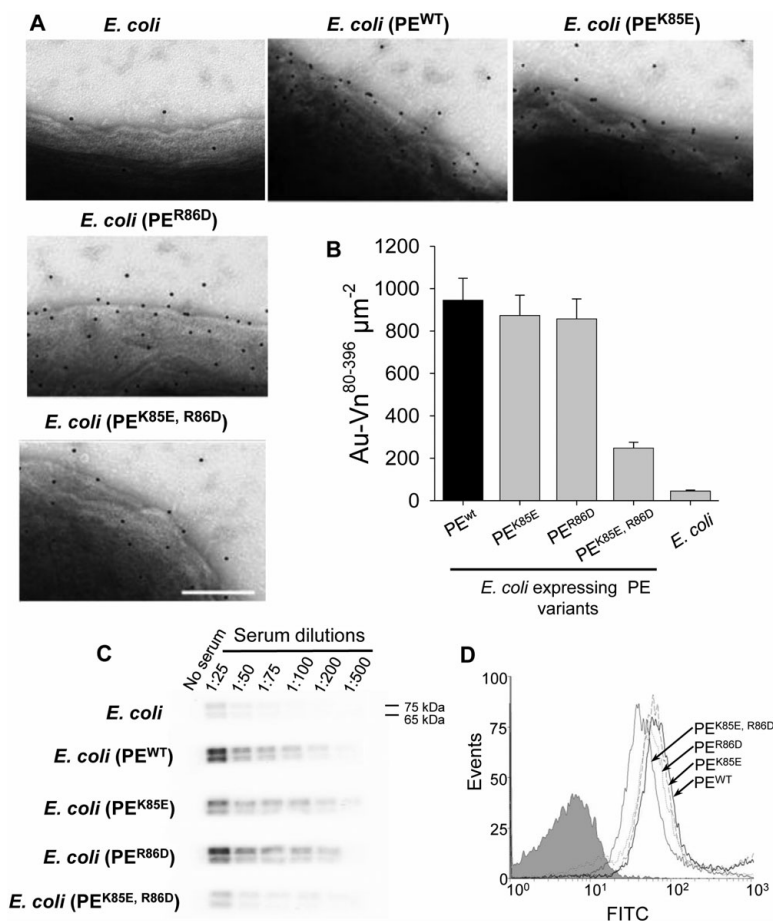 A
E. coli
E. coli (PE^WT)
E. coli (PE^K85E)
E. coli (PE^R86D)
E. coli (PE^K85E, R86D)
B
Au-Vn^80-396 µm^-2
1200
1000
800
600
400
200
0
PE^wt
PE^K85E
PE^R86D
PE^K85E, R86D
E. coli
E. coli expressing PE
variants
C
Serum dilutions
No serum
1:25
1:50
1:75
1:100
1:200
1:500
E. coli
75 kDa
65 kDa
E. coli (PE^WT)
E. coli (PE^K85E)
E. coli (PE^R86D)
E. coli (PE^K85E, R86D)
D
Events
100
75
50
25
0
PE^K85E, R86D
PE^R86D
PE^K85E
PE^WT
10^0
10^1
10^2
10^3
FITC